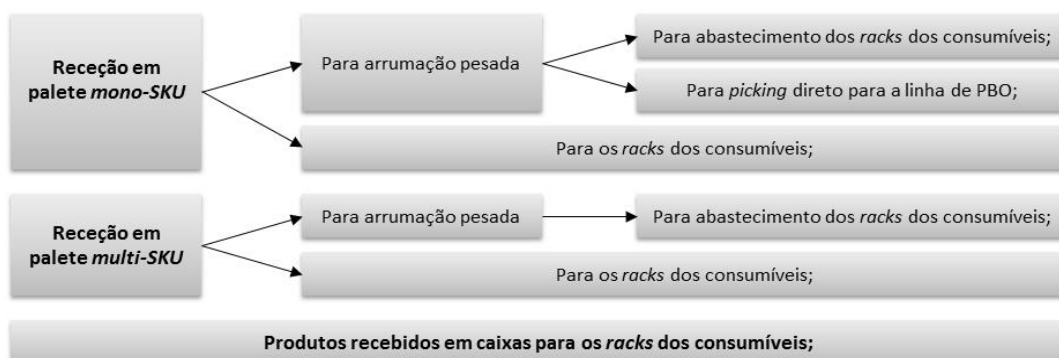 Receção em
palete mono-SKU
Para arrumação pesada
Para abastecimento dos racks dos consumíveis;
Para picking direto para a linha de PBO;
Para os racks dos consumíveis;
Receção em
palete multi-SKU
Para arrumação pesada
Para abastecimento dos racks dos consumíveis;
Para os racks dos consumíveis;
Produtos recebidos em caixas para os racks dos consumíveis;